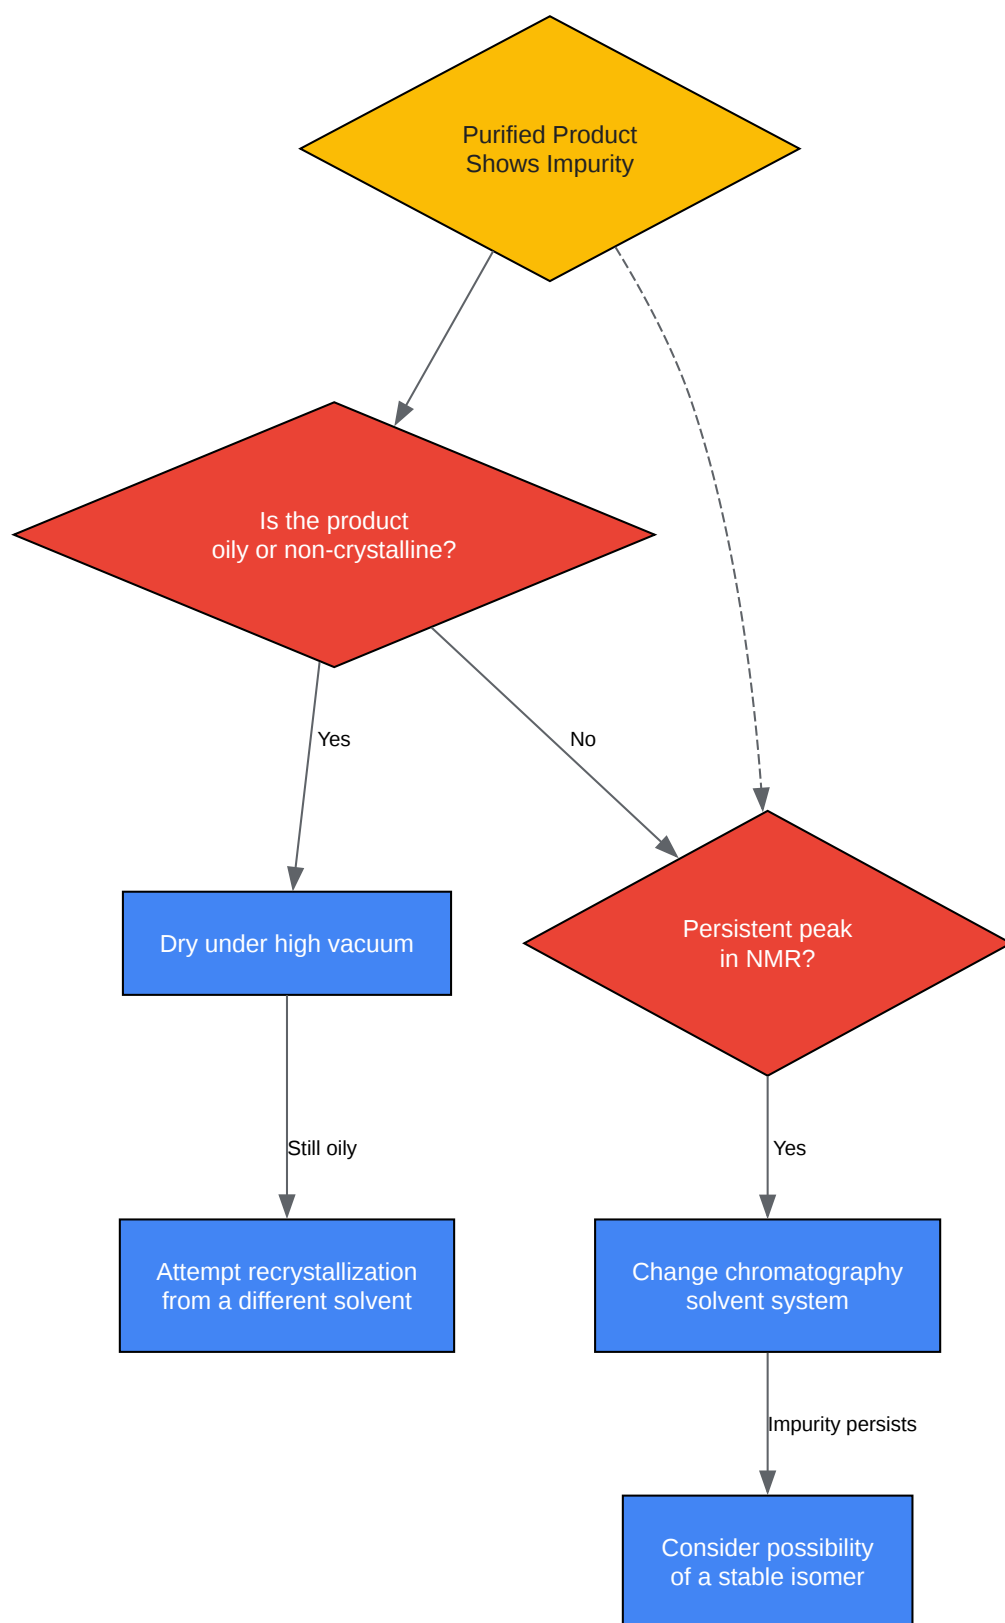 Purified Product
Shows Impurity
Is the product
oily or non-crystalline?
Yes
No
Dry under high vacuum
Persistent peak
in NMR?
Still oily
Yes
Attempt recrystallization
from a different solvent
Change chromatography
solvent system
Impurity persists
Consider possibility
of a stable isomer